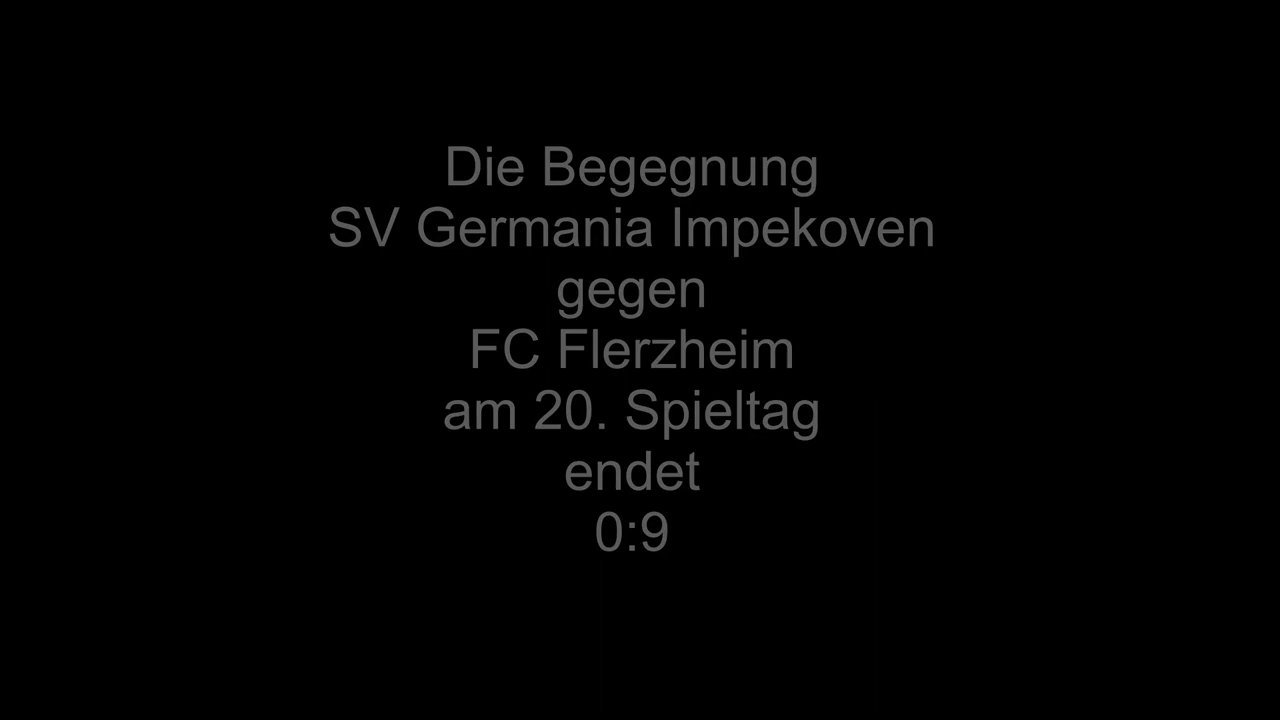 Die Begegnung
SV Germania Impekoven
gegen
FC Flerzheim
am 20. Spieltag
endet
0:9